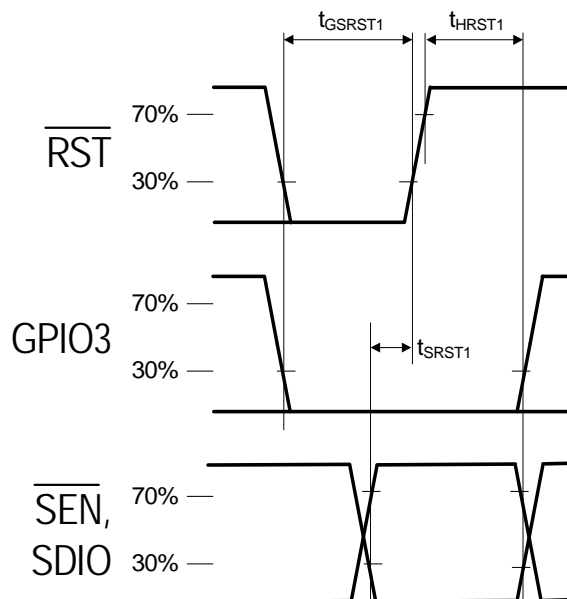 tGSRST1 tHRST1
70%
RST
30%
70%
GPIO3
30%
tSRST1
70%
SEN,
SDIO
30%